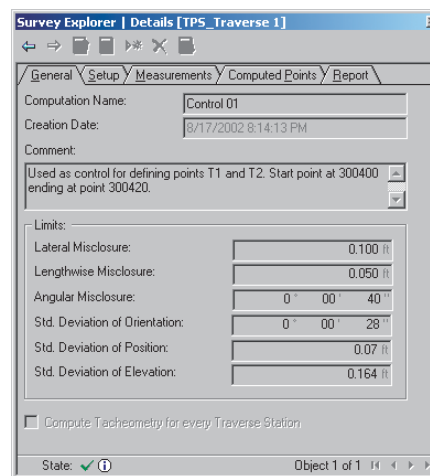 Survey Explorer | Details [TPS_Traverse 1]
General Setup Measurements Computed Points Report
Computation Name: Control 01
Creation Date: 8/17/2002 8:14:13 PM
Comment:
Used as control for defining points T1 and T2. Start point at 300400
ending at point 300420.
Limits:
Lateral Misclosure: 0.100 ft
Lengthwise Misclosure: 0.050 ft
Angular Misclosure: 0 ° 00 ' 40 "
Std. Deviation of Orientation: 0 ° 00 ' 28 "
Std. Deviation of Position: 0.07 ft
Std. Deviation of Elevation: 0.164 ft
Compute Tacheometry for every Traverse Station
State: Object 1 of 1